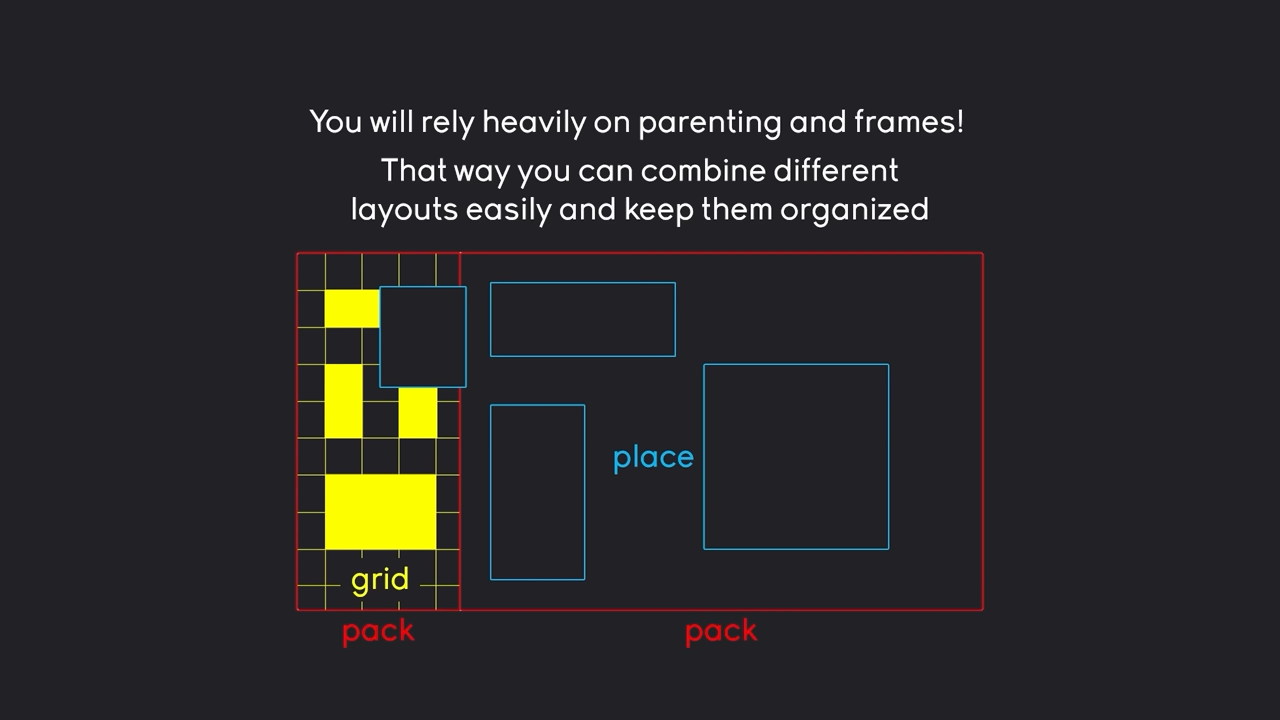 You will rely heavily on parenting and frames!
That way you can combine different
layouts easily and keep them organized
place
grid
pack
pack